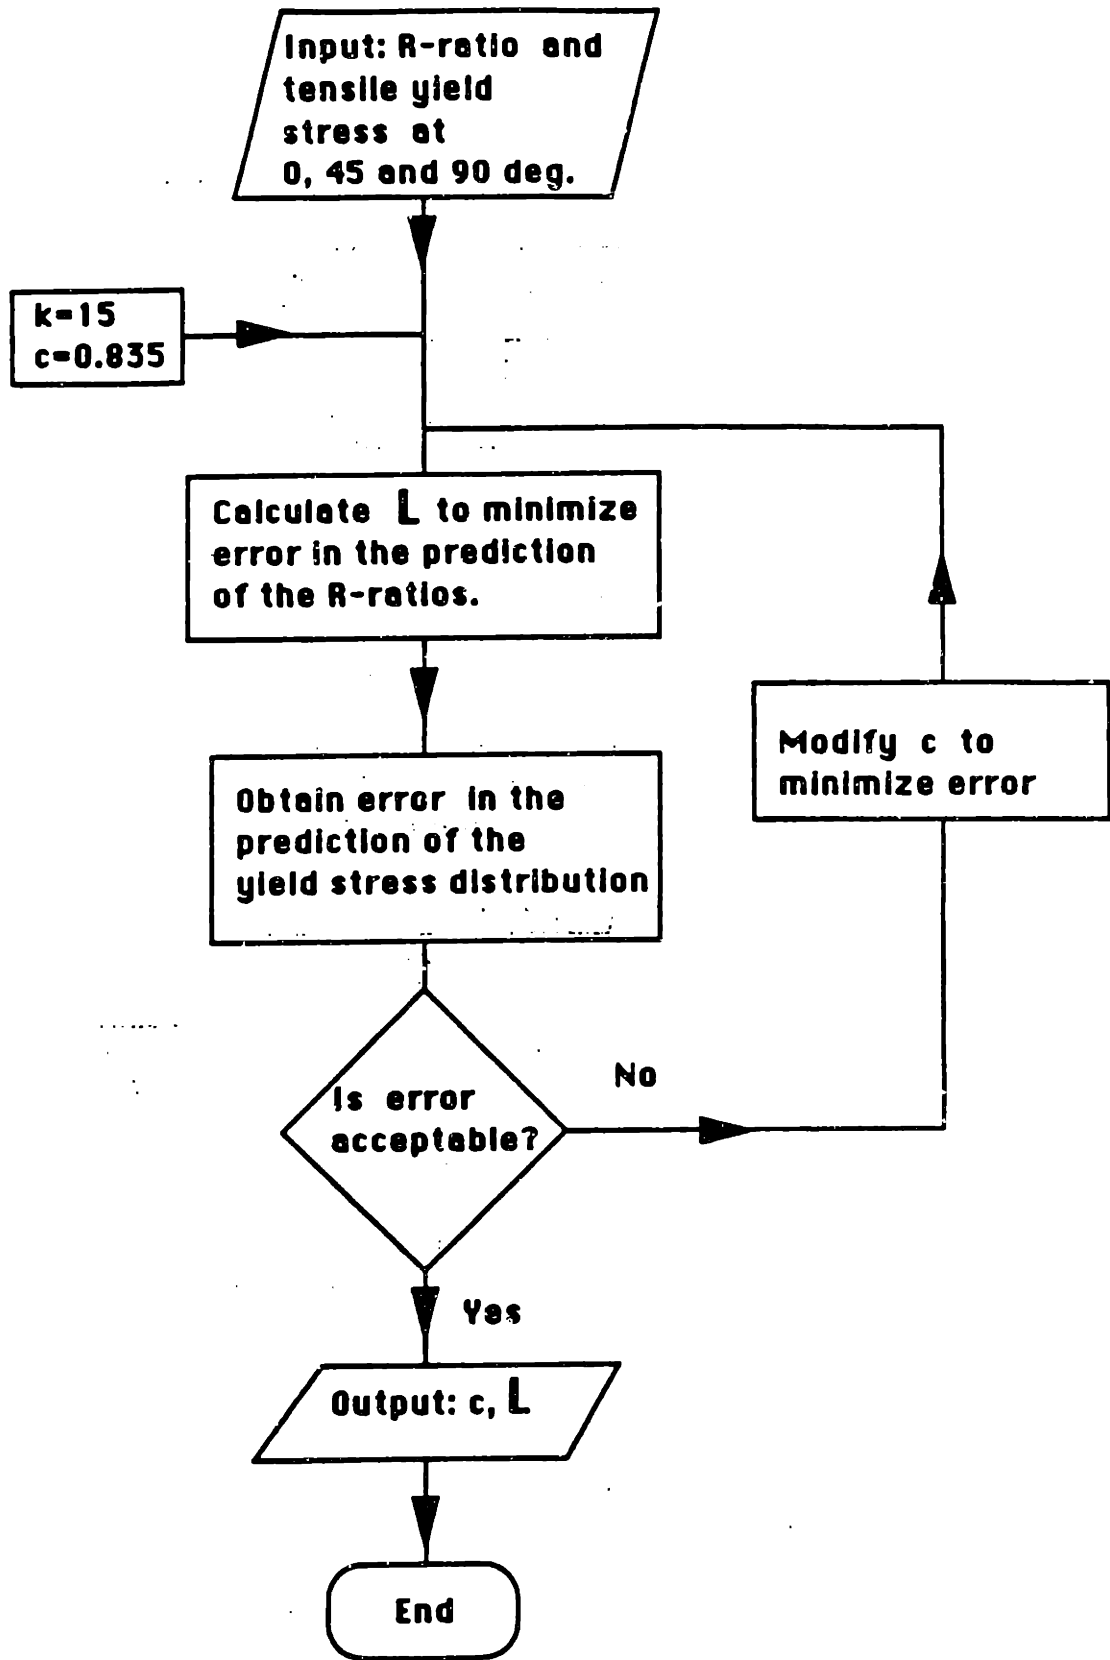 Input: R-ratio and
tensile yield
stress at
0, 45 and 90 deg.
k=15
c=0.835
Calculate L to minimize
error in the prediction
of the R-ratios.
Modify c to
minimize error
Obtain error in the
prediction of the
yield stress distribution
Is error
acceptable?
No
Yes
Output: c, L
End